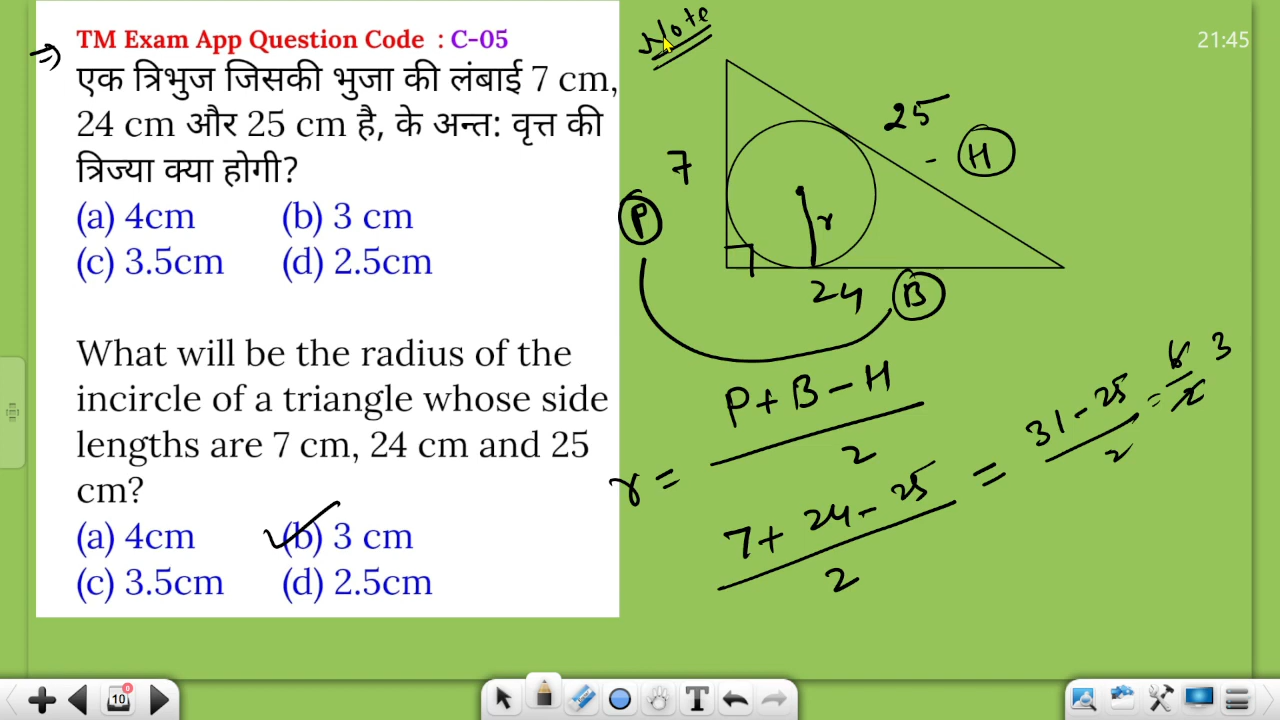 Note
21:45
⇒ TM Exam App Question Code : C-05
एक त्रिभुज जिसकी भुजा की लंबाई 7 cm,
24 cm और 25 cm है, के अन्त: वृत्त की
त्रिज्या क्या होगी?
(a) 4cm (b) 3 cm
(c) 3.5cm (d) 2.5cm
What will be the radius of the
incircle of a triangle whose side
lengths are 7 cm, 24 cm and 25
cm?
(a) 4cm (b) 3 cm
(c) 3.5cm (d) 2.5cm
25
H
7
P
r
24 B
r = P + B - H / 2
7 + 24 - 25 / 2 = 31 - 25 / 2 = 6 / 2 3
10
8
T